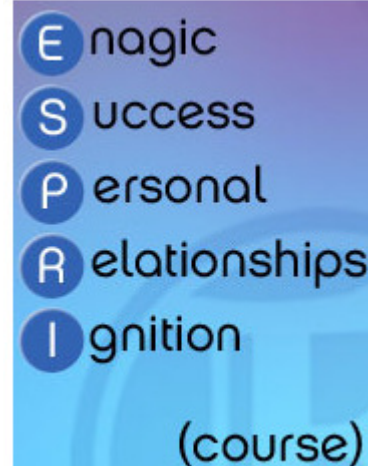 Enagic
Success
Personal
Relationships
Ignition
(course)